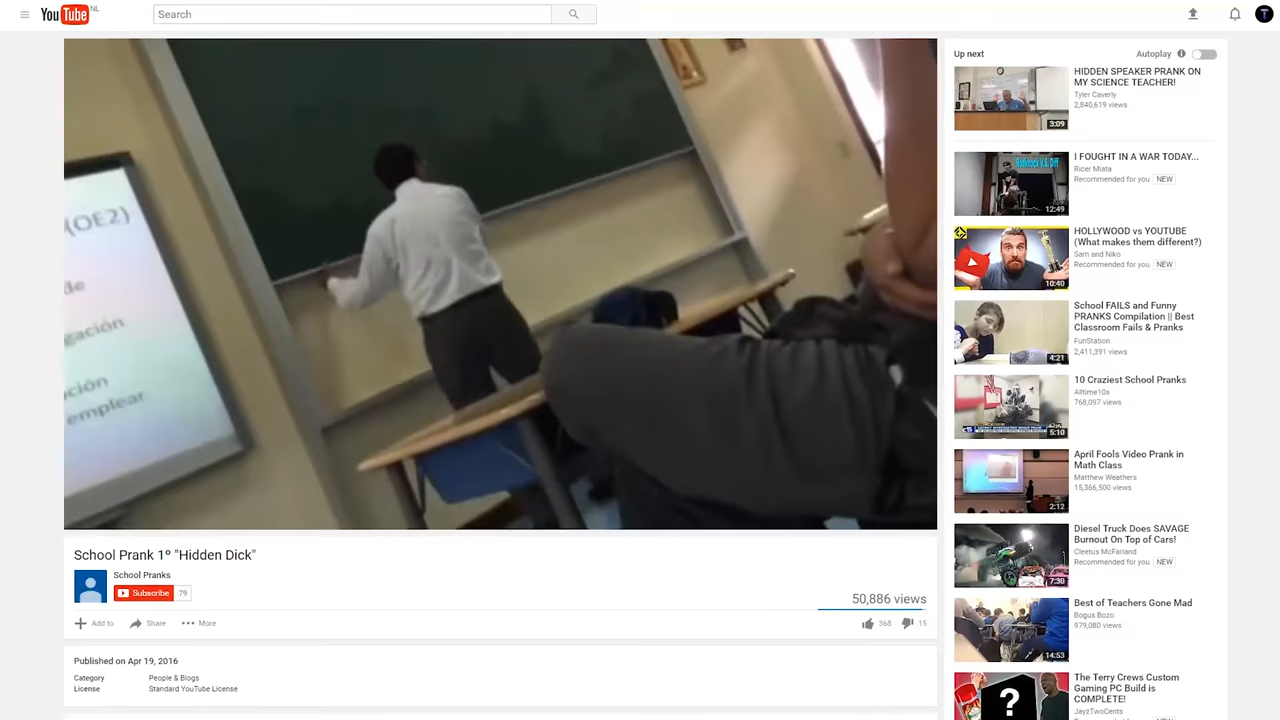 YouTube NL
Search
(OE2)
mplear
School Prank 1º "Hidden Dick"
School Pranks
Subscribe 79
50,886 views
Add to Share More
368 15
Published on Apr 19, 2016
Category People & Blogs
License Standard YouTube License
Up next Autoplay
HIDDEN SPEAKER PRANK ON
MY SCIENCE TEACHER!
Tyler Caverly
2,840,619 views
3:09
I FOUGHT IN A WAR TODAY...
Ricer Miata
Recommended for you NEW
12:49
HOLLYWOOD vs YOUTUBE
(What makes them different?)
Sam and Niko
Recommended for you NEW
10:40
School FAILS and Funny
PRANKS Compilation || Best
Classroom Fails & Pranks
FunStation
2,411,391 views
4:21
10 Craziest School Pranks
Alltime10s
768,097 views
5:10
April Fools Video Prank in
Math Class
Matthew Weathers
15,366,500 views
2:12
Diesel Truck Does SAVAGE
Burnout On Top of Cars!
Cleetus McFarland
Recommended for you NEW
7:30
Best of Teachers Gone Mad
Bogus Bozo
979,080 views
14:53
The Terry Crews Custom
Gaming PC Build is
COMPLETE!
JayzTwoCents
?
T